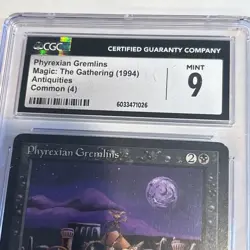 CGC
CERTIFIED GUARANTY COMPANY
Phyrexian Gremlins
Magic: The Gathering (1994)
Antiquities
Common (4)
MINT
9
6033471026
Phyrexian Gremlins 2